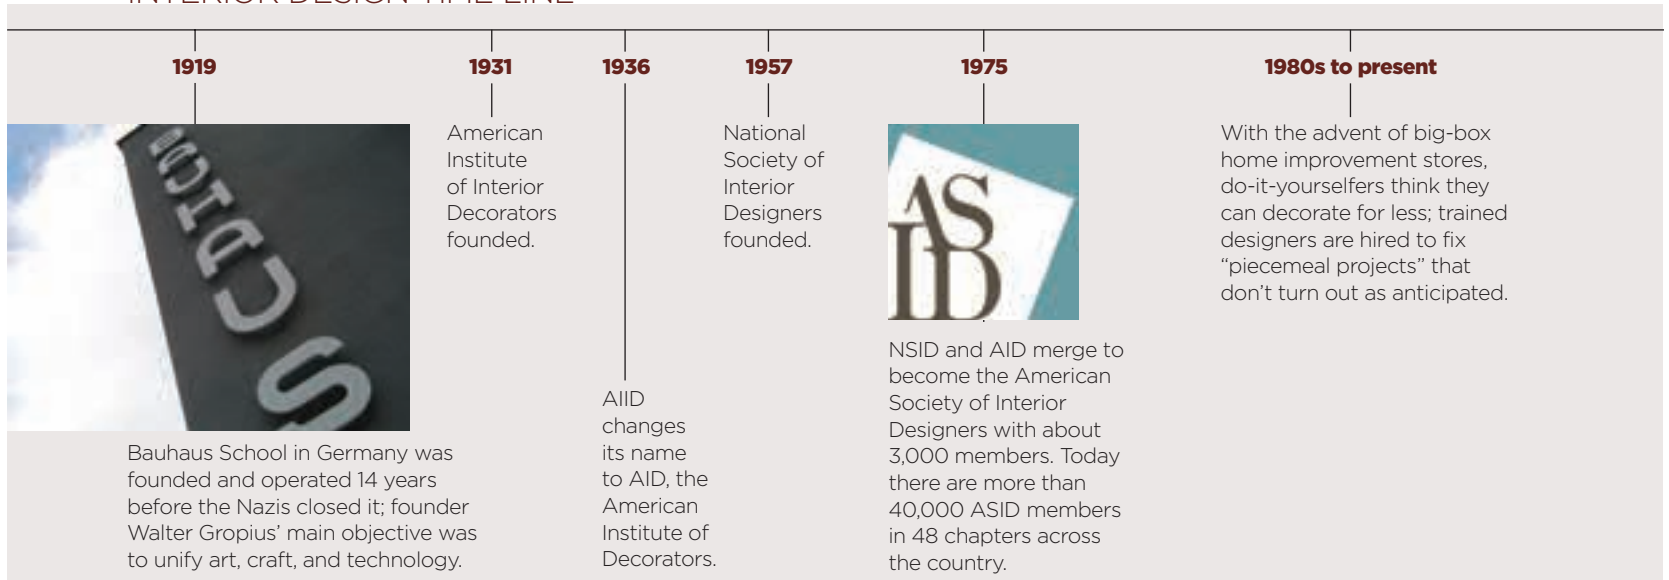 INTERIOR DESIGN TIME LINE
1919
1931
1936
1957
1975
1980s to present
Bauhaus School in Germany was
founded and operated 14 years
before the Nazis closed it; founder
Walter Gropius’ main objective was
to unify art, craft, and technology.
American
Institute
of Interior
Decorators
founded.
AIID
changes
its name
to AID, the
American
Institute of
Decorators.
National
Society of
Interior
Designers
founded.
AS
ID
NSID and AID merge to
become the American
Society of Interior
Designers with about
3,000 members. Today
there are more than
40,000 ASID members
in 48 chapters across
the country.
With the advent of big-box
home improvement stores,
do-it-yourselfers think they
can decorate for less; trained
designers are hired to fix
“piecemeal projects” that
don’t turn out as anticipated.